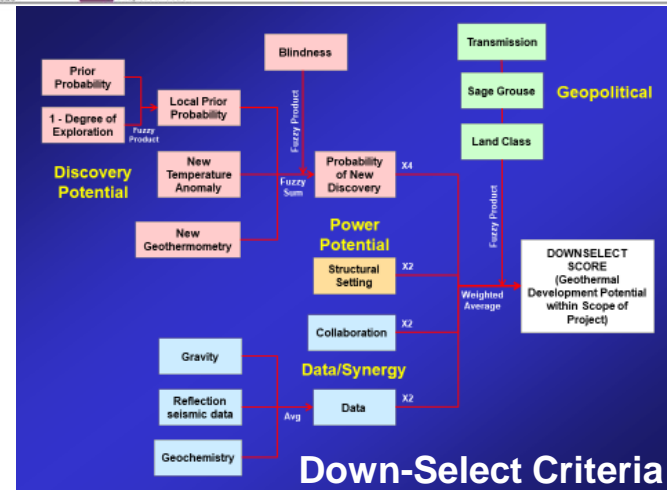 Blindness
Transmission
Prior
Probability
Sage Grouse
Geopolitical
Local Prior
Probability
1 - Degree of
Exploration
Fuzzy
Product
Fuzzy Product
Land Class
Discovery
Potential
New
Temperature
Anomaly
Fuzzy
Sum
Probability
of New
Discovery
X4
Fuzzy Product
New
Geothermometry
Power
Potential
Structural
Setting
X2
Weighted
Average
DOWNSELECT
SCORE
(Geothermal
Development Potential
within Scope of
Project)
Collaboration
X2
Gravity
Data/Synergy
Reflection
seismic data
Avg
Data
X2
Geochemistry
Down-Select Criteria